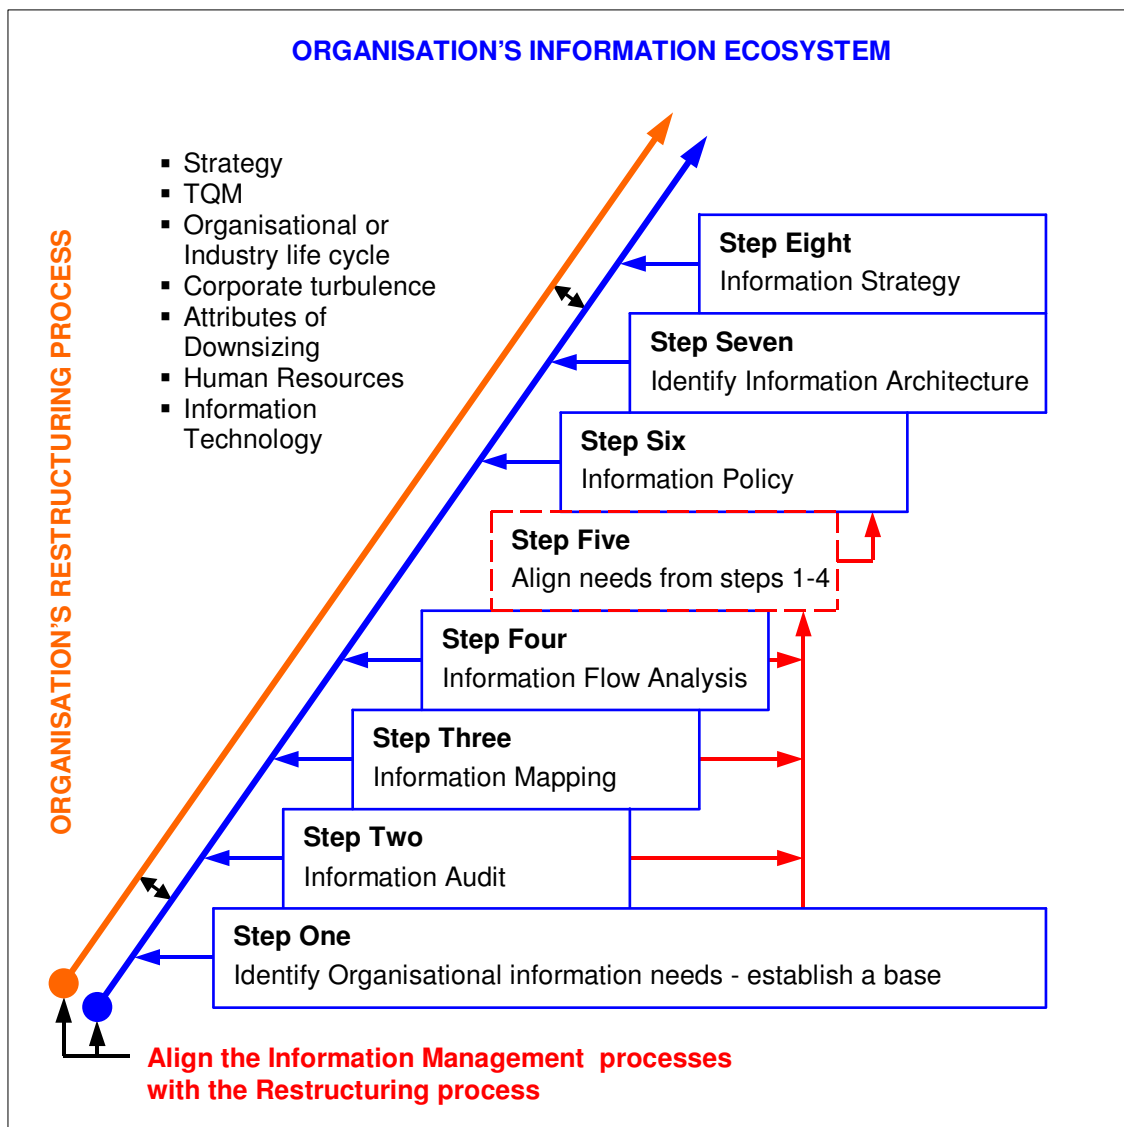 ORGANISATION'S INFORMATION ECOSYSTEM
ORGANISATION'S RESTRUCTURING PROCESS
▪ Strategy
▪ TQM
▪ Organisational or
Industry life cycle
▪ Corporate turbulence
▪ Attributes of
Downsizing
▪ Human Resources
▪ Information
Technology
Step Eight
Information Strategy
Step Seven
Identify Information Architecture
Step Six
Information Policy
Step Five
Align needs from steps 1-4
Step Four
Information Flow Analysis
Step Three
Information Mapping
Step Two
Information Audit
Step One
Identify Organisational information needs - establish a base
Align the Information Management processes
with the Restructuring process